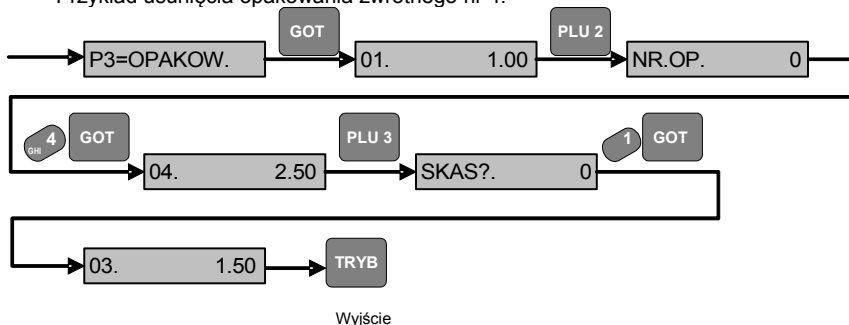 Przykład usunięcia opakowania zwrotnego nr 4.
GOT
PLU 2
P3=OPAKOW.
01. 1.00
NR.OP. 0
4
GHI
GOT
PLU 3
1
GOT
04. 2.50
SKAS?. 0
03. 1.50
TRYB
Wyjście